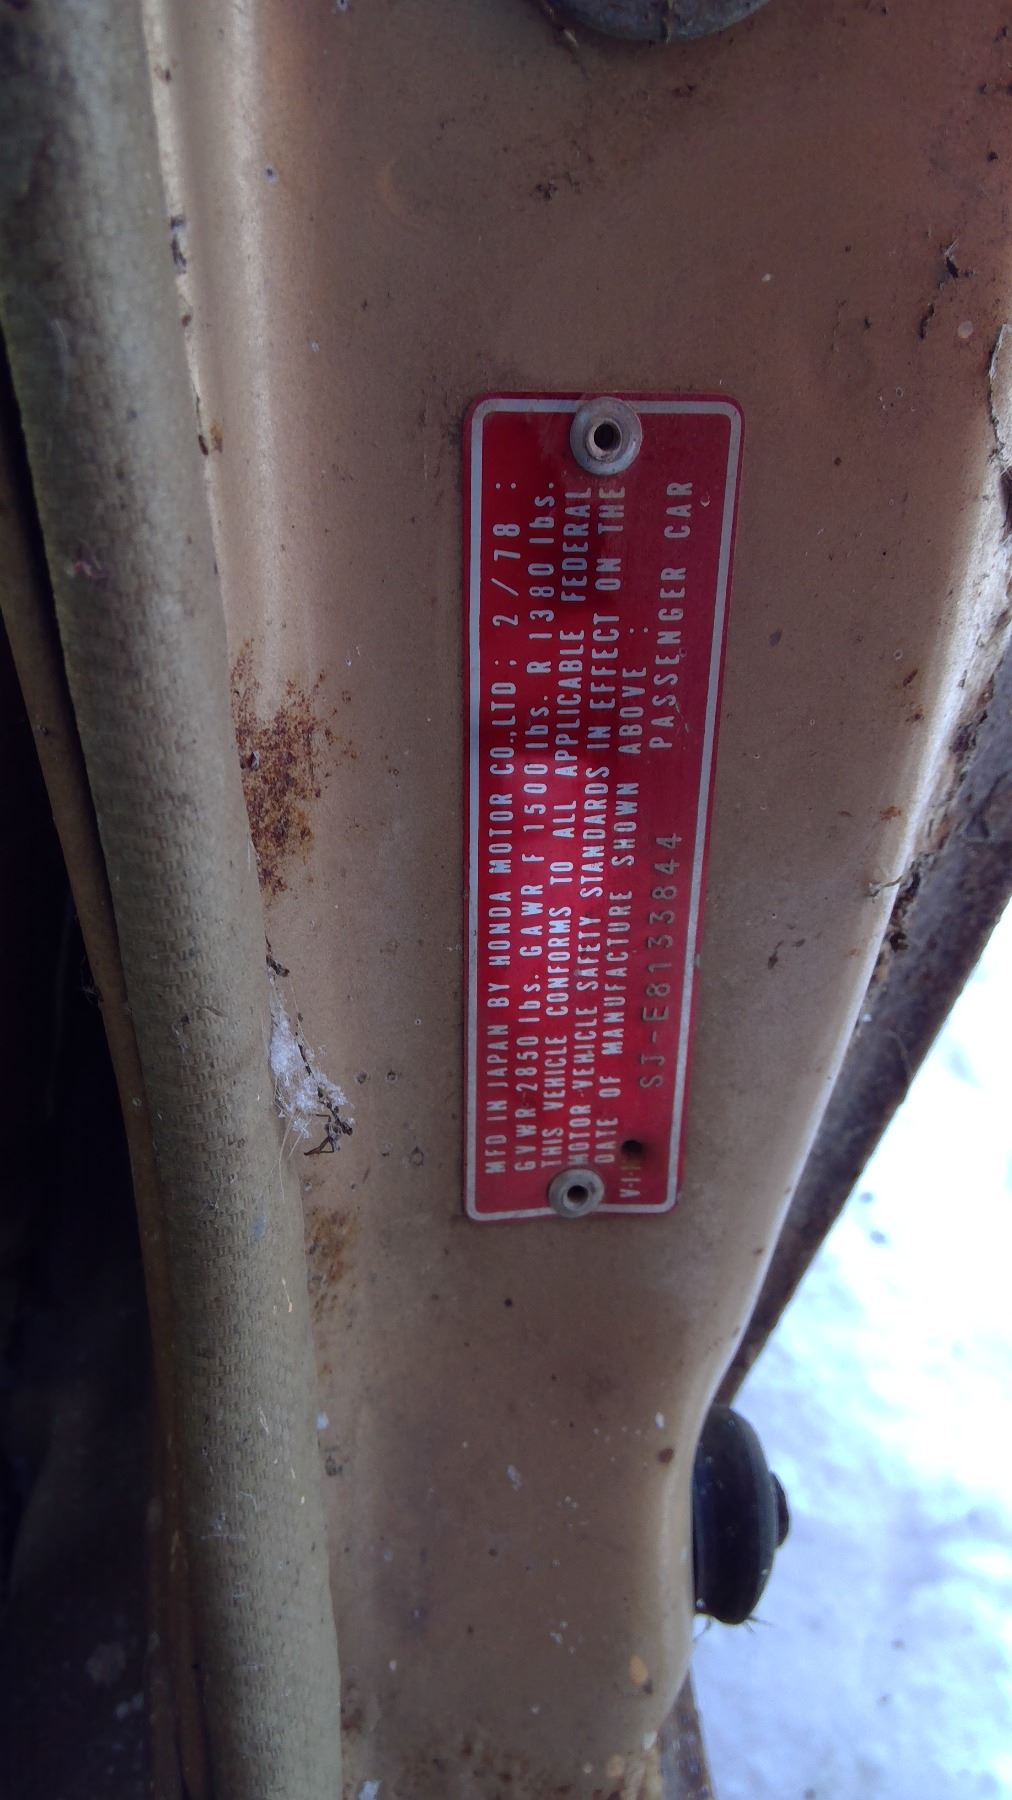 MFD IN JAPAN BY HONDA MOTOR CO.,LTD : 2/78 :
GVWR 2850 lbs. GAWR F 1500 lbs. R 1380 lbs.
THIS VEHICLE CONFORMS TO ALL APPLICABLE FEDERAL
MOTOR VEHICLE SAFETY STANDARDS IN EFFECT ON THE
DATE OF MANUFACTURE SHOWN ABOVE :
V·I·N SJ-E8133844 PASSENGER CAR